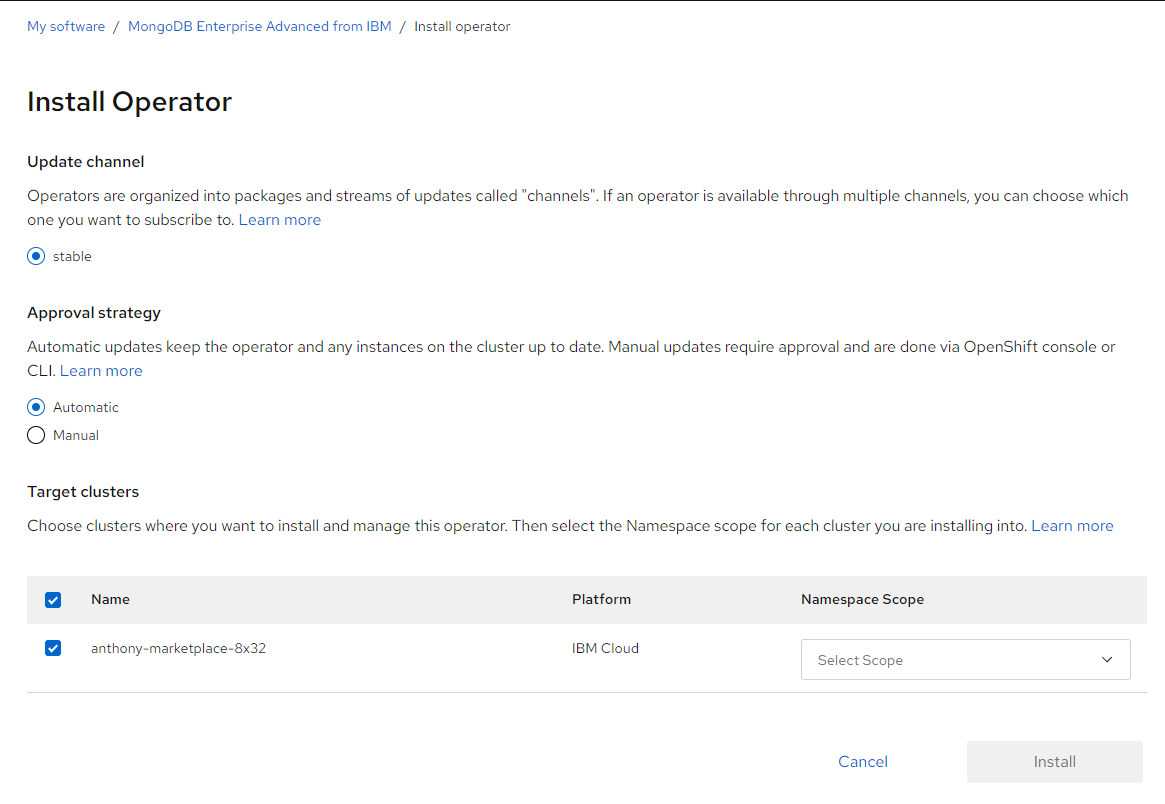 My software / MongoDB Enterprise Advanced from IBM / Install operator
Install Operator
Update channel
Operators are organized into packages and streams of updates called "channels". If an operator is available through multiple channels, you can choose which
one you want to subscribe to. Learn more
stable
Approval strategy
Automatic updates keep the operator and any instances on the cluster up to date. Manual updates require approval and are done via OpenShift console or
CLI. Learn more
Automatic
Manual
Target clusters
Choose clusters where you want to install and manage this operator. Then select the Namespace scope for each cluster you are installing into. Learn more
Name Platform Namespace Scope
anthony-marketplace-8x32 IBM Cloud Select Scope
Cancel Install